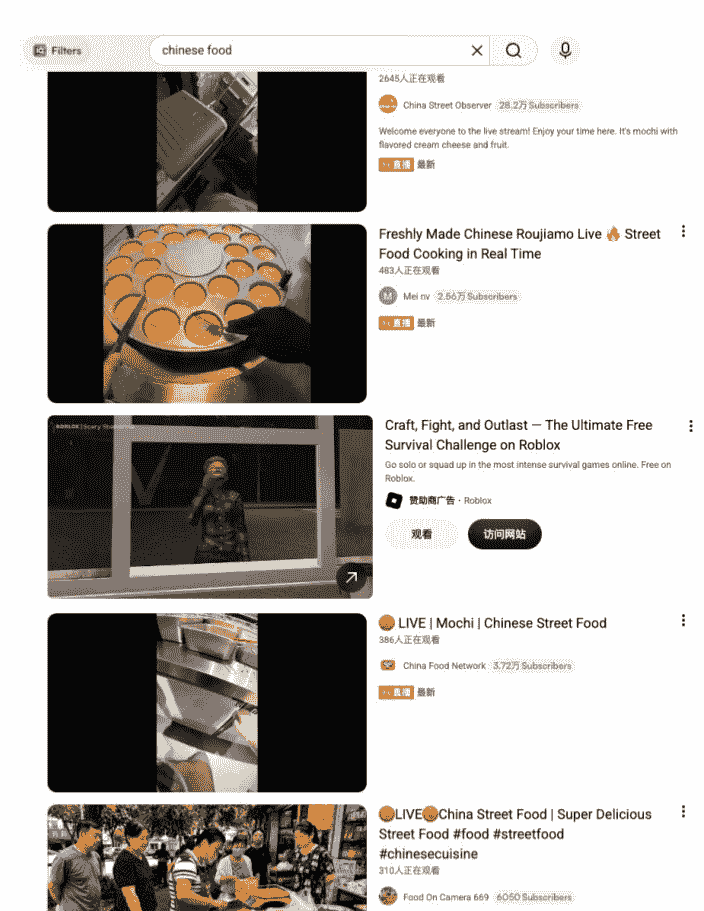 Filters
chinese food
2645人正在观看
China Street Observer 28.2万 Subscribers
Welcome everyone to the live stream! Enjoy your time here. It's mochi with
flavored cream cheese and fruit.
直播 最新
Freshly Made Chinese Roujiamo Live 🔥 Street
Food Cooking in Real Time
483人正在观看
M Mei nv 2.56万 Subscribers
直播 最新
ROBLOX | Scary
Craft, Fight, and Outlast — The Ultimate Free
Survival Challenge on Roblox
Go solo or squad up in the most intense survival games online. Free on
Roblox.
赞助商广告 · Roblox
观看 访问网站
LIVE | Mochi | Chinese Street Food
386人正在观看
China Food Network 3.72万 Subscribers
直播 最新
LIVE China Street Food | Super Delicious
Street Food #food #streetfood
#chinesecuisine
310人正在观看
Food On Camera 669 6050 Subscribers